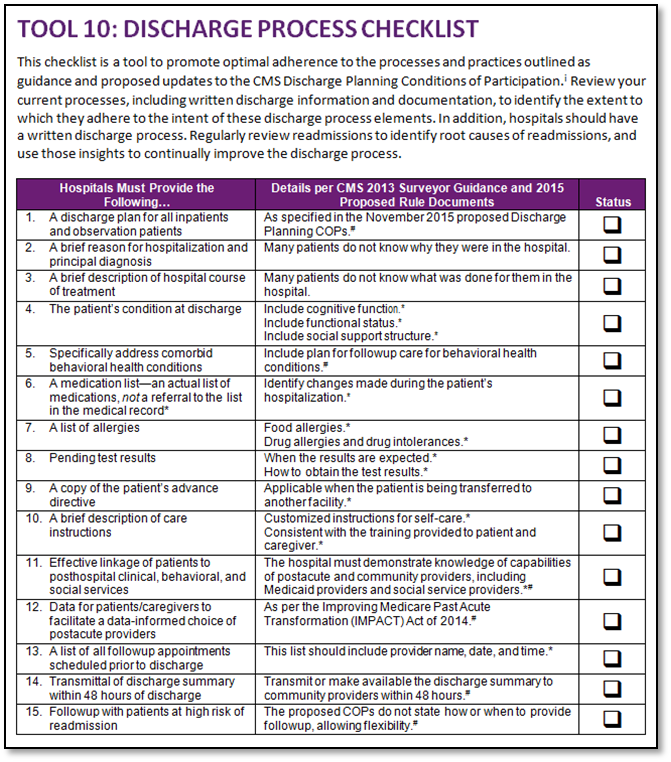 TOOL 10: DISCHARGE PROCESS CHECKLIST
This checklist is a tool to promote optimal adherence to the processes and practices outlined as
guidance and proposed updates to the CMS Discharge Planning Conditions of Participation.i Review your
current processes, including written discharge information and documentation, to identify the extent to
which they adhere to the intent of these discharge process elements. In addition, hospitals should have
a written discharge process. Regularly review readmissions to identify root causes of readmissions, and
use those insights to continually improve the discharge process.
Hospitals Must Provide the
Following…
Details per CMS 2013 Surveyor Guidance and 2015
Proposed Rule Documents
Status
1. A discharge plan for all inpatients
and observation patients
As specified in the November 2015 proposed Discharge
Planning COPs.#
2. A brief reason for hospitalization and
principal diagnosis
Many patients do not know why they were in the hospital.
3. A brief description of hospital course
of treatment
Many patients do not know what was done for them in the
hospital.
4. The patient's condition at discharge
Include cognitive function.*
Include functional status.*
Include social support structure.*
5. Specifically address comorbid
behavioral health conditions
Include plan for followup care for behavioral health
conditions.#
6. A medication list—an actual list of
medications, not a referral to the list
in the medical record*
Identify changes made during the patient's
hospitalization.*
7. A list of allergies
Food allergies.*
Drug allergies and drug intolerances.*
8. Pending test results
When the results are expected.*
How to obtain the test results.*
9. A copy of the patient's advance
directive
Applicable when the patient is being transferred to
another facility.*
10. A brief description of care
instructions
Customized instructions for self-care.*
Consistent with the training provided to patient and
caregiver.*
11. Effective linkage of patients to
posthospital clinical, behavioral, and
social services
The hospital must demonstrate knowledge of capabilities
of postacute and community providers, including
Medicaid providers and social service providers.*#
12. Data for patients/caregivers to
facilitate a data-informed choice of
postacute providers
As per the Improving Medicare Past Acute
Transformation (IMPACT) Act of 2014.#
13. A list of all followup appointments
scheduled prior to discharge
This list should include provider name, date, and time.*
14. Transmittal of discharge summary
within 48 hours of discharge
Transmit or make available the discharge summary to
community providers within 48 hours.#
15. Followup with patients at high risk of
readmission
The proposed COPs do not state how or when to provide
followup, allowing flexibility.#